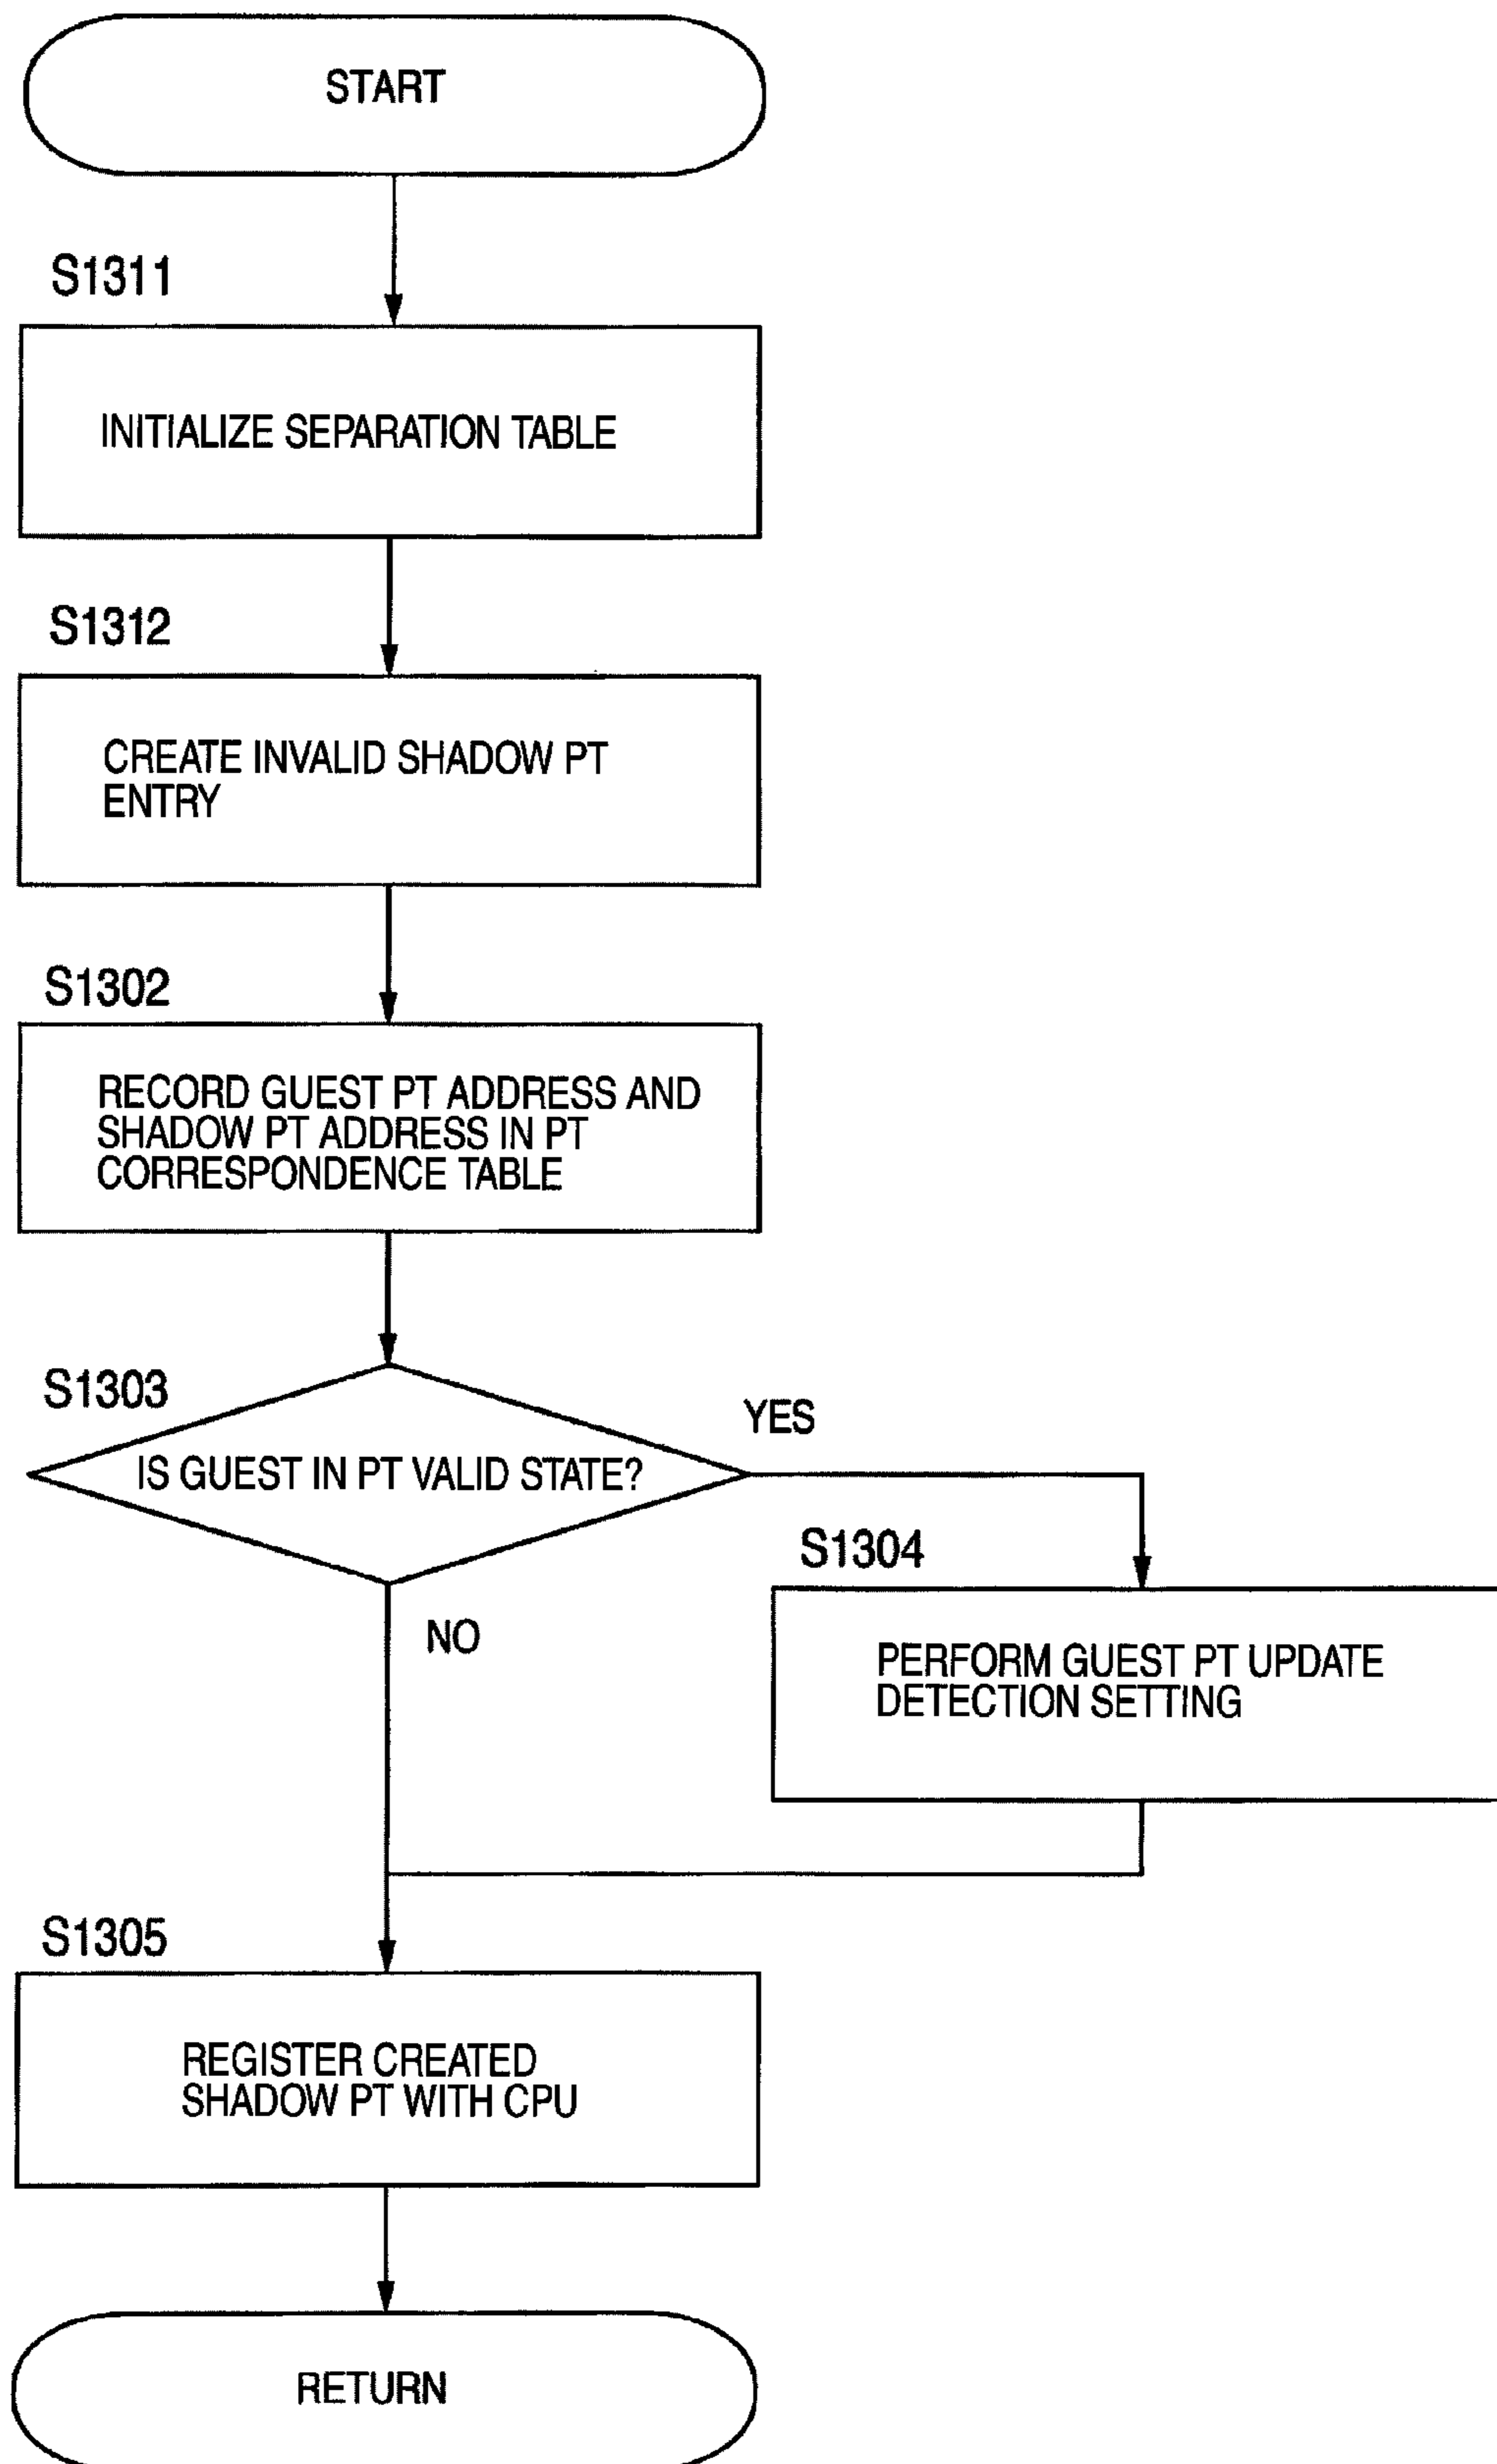 START
S1311
INITIALIZE SEPARATION TABLE
S1312
CREATE INVALID SHADOW PT
ENTRY
S1302
RECORD GUEST PT ADDRESS AND
SHADOW PT ADDRESS IN PT
CORRESPONDENCE TABLE
S1303
IS GUEST IN PT VALID STATE?
YES
NO
S1304
PERFORM GUEST PT UPDATE
DETECTION SETTING
S1305
REGISTER CREATED
SHADOW PT WITH CPU
RETURN